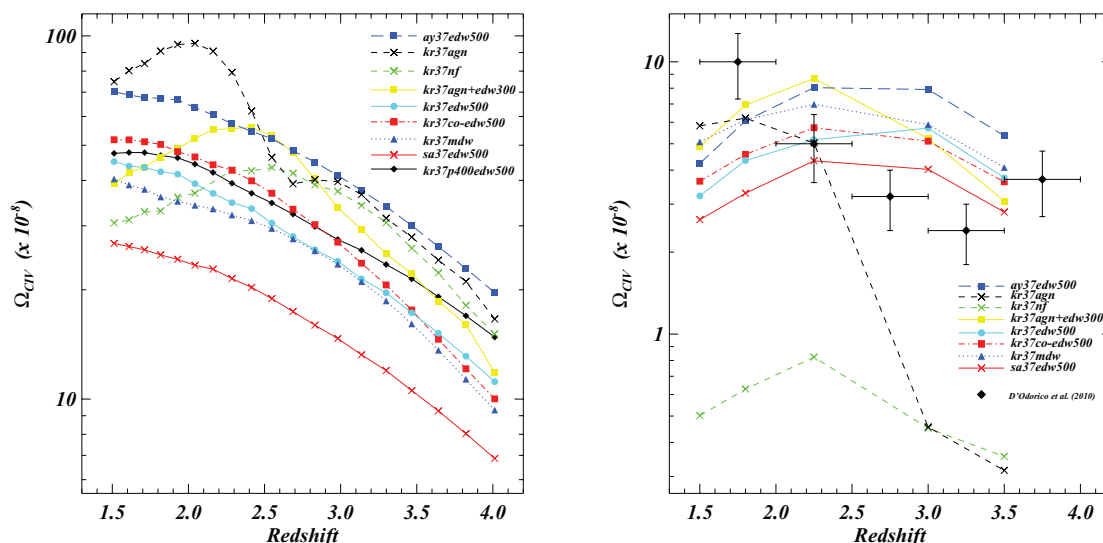 100
10
Ω_CIV (x 10^-8)
1.5 2.0 2.5 3.0 3.5 4.0
Redshift
ay37edw500
kr37agn
kr37nf
kr37agn+edw300
kr37edw500
kr37co-edw500
kr37mdw
sa37edw500
kr37p400edw500
10
1
Ω_CIV (x 10^-8)
1.5 2.0 2.5 3.0 3.5 4.0
Redshift
ay37edw500
kr37agn
kr37nf
kr37agn+edw300
kr37edw500
kr37co-edw500
kr37mdw
sa37edw500
D'Odorico et al. (2010)